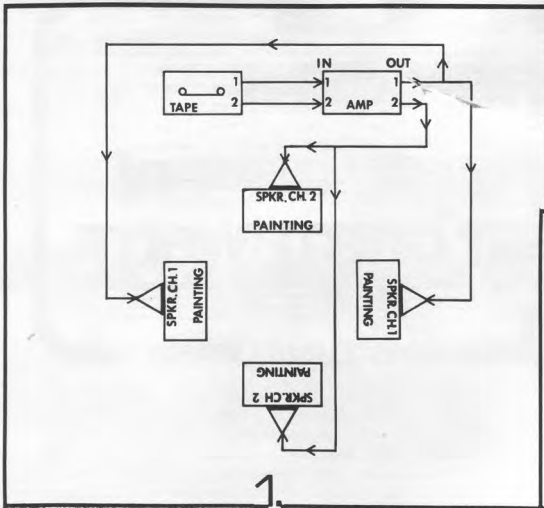 IN OUT
1 1 1
TAPE 2 2 AMP 2
SPKR. CH. 2
PAINTING
SPKR. CH. 1
PAINTING
SPKR. CH. 1
PAINTING
PAINTING
SPKR. CH 2
1.